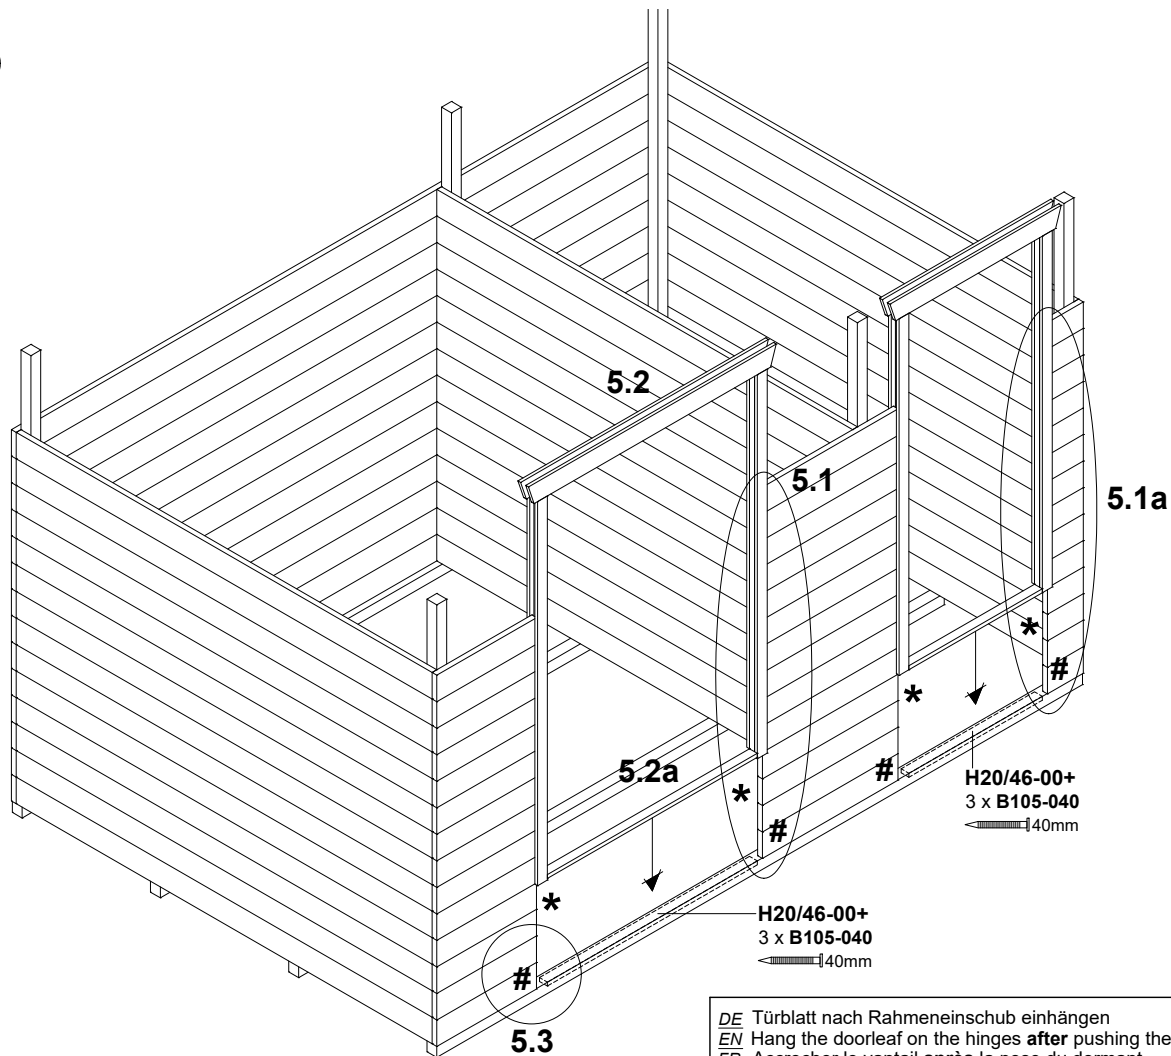 5.2
5.1
5.1a
*
#
*
#
H20/46-00+
3 x B105-040
40mm
5.2a
*
#
*
#
H20/46-00+
3 x B105-040
40mm
5.3
DE Türblatt nach Rahmeneinschub einhängen
EN Hang the doorleaf on the hinges after pushing the